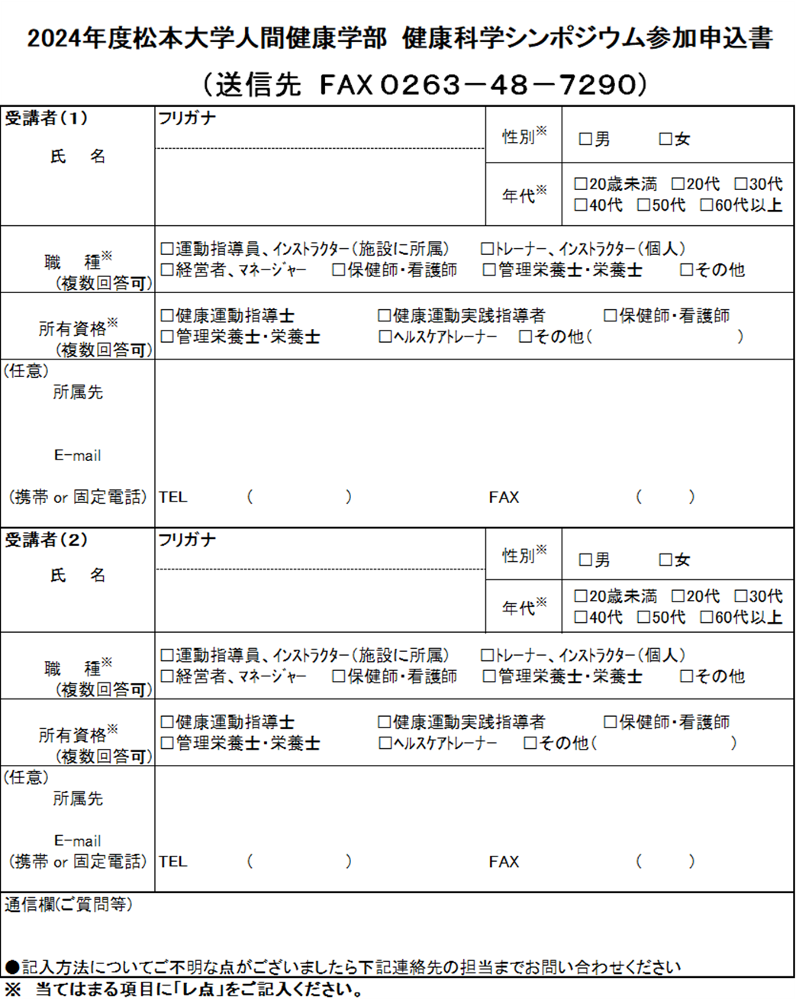 2024年度松本大学人間健康学部 健康科学シンポジウム参加申込書
(送信先 FAX0263－48－7290)
受講者(1)
フリガナ
氏 名
性別※
□男 □女
年代※
□20歳未満 □20代 □30代
□40代 □50代 □60代以上
職 種※
(複数回答可)
□運動指導員、インストラクター(施設に所属) □トレーナー、インストラクター(個人)
□経営者、マネージャー □保健師・看護師 □管理栄養士・栄養士 □その他
所有資格※
(複数回答可)
□健康運動指導士 □健康運動実践指導者 □保健師・看護師
□管理栄養士・栄養士 □ヘルスケアトレーナー □その他( )
(任意)
所属先
E-mail
(携帯 or 固定電話) TEL ( ) FAX ( )
受講者(2)
フリガナ
氏 名
性別※
□男 □女
年代※
□20歳未満 □20代 □30代
□40代 □50代 □60代以上
職 種※
(複数回答可)
□運動指導員、インストラクター(施設に所属) □トレーナー、インストラクター(個人)
□経営者、マネージャー □保健師・看護師 □管理栄養士・栄養士 □その他
所有資格※
(複数回答可)
□健康運動指導士 □健康運動実践指導者 □保健師・看護師
□管理栄養士・栄養士 □ヘルスケアトレーナー □その他( )
(任意)
所属先
E-mail
(携帯 or 固定電話) TEL ( ) FAX ( )
通信欄(ご質問等)
●記入方法についてご不明な点がございましたら下記連絡先の担当までお問い合わせください
※ 当てはまる項目に「レ点」をご記入ください。